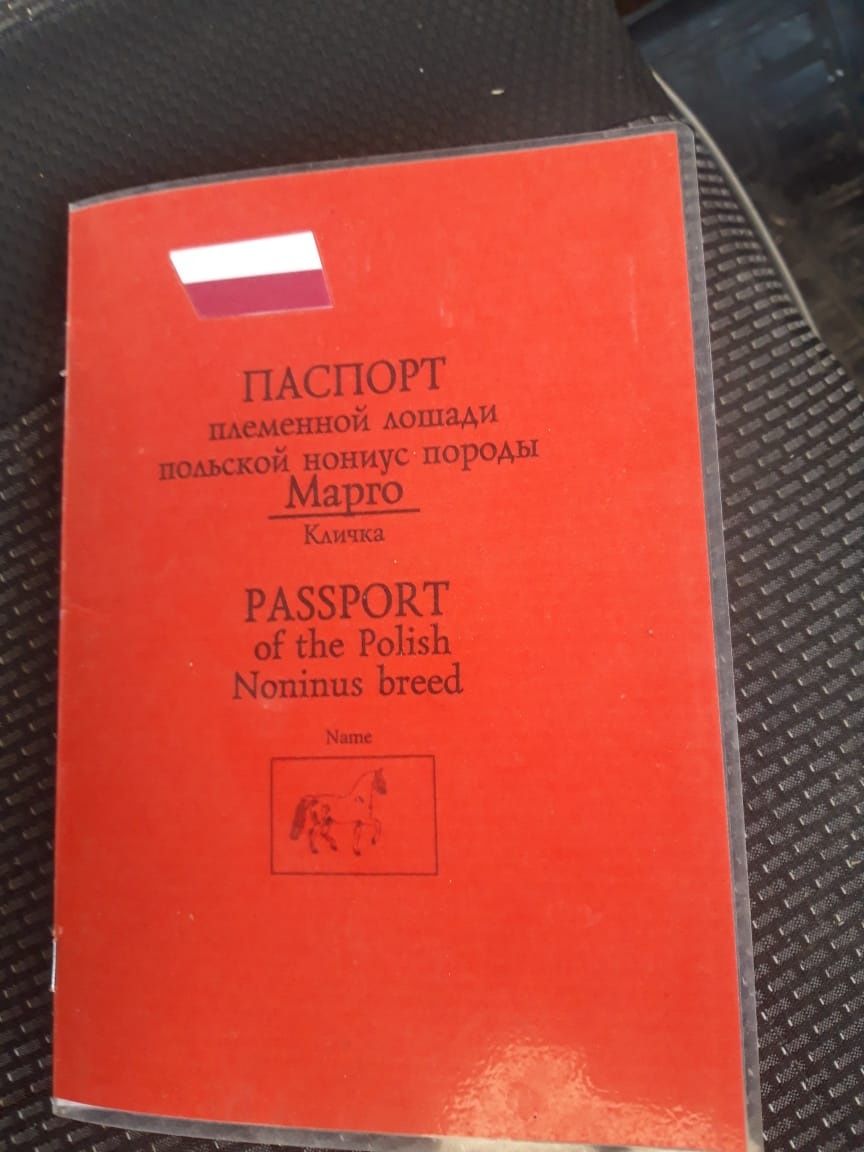 ПАСПОРТ
племенной лошади
польской нониус породы
Марго
Кличка
PASSPORT
of the Polish
Noninus breed
Name